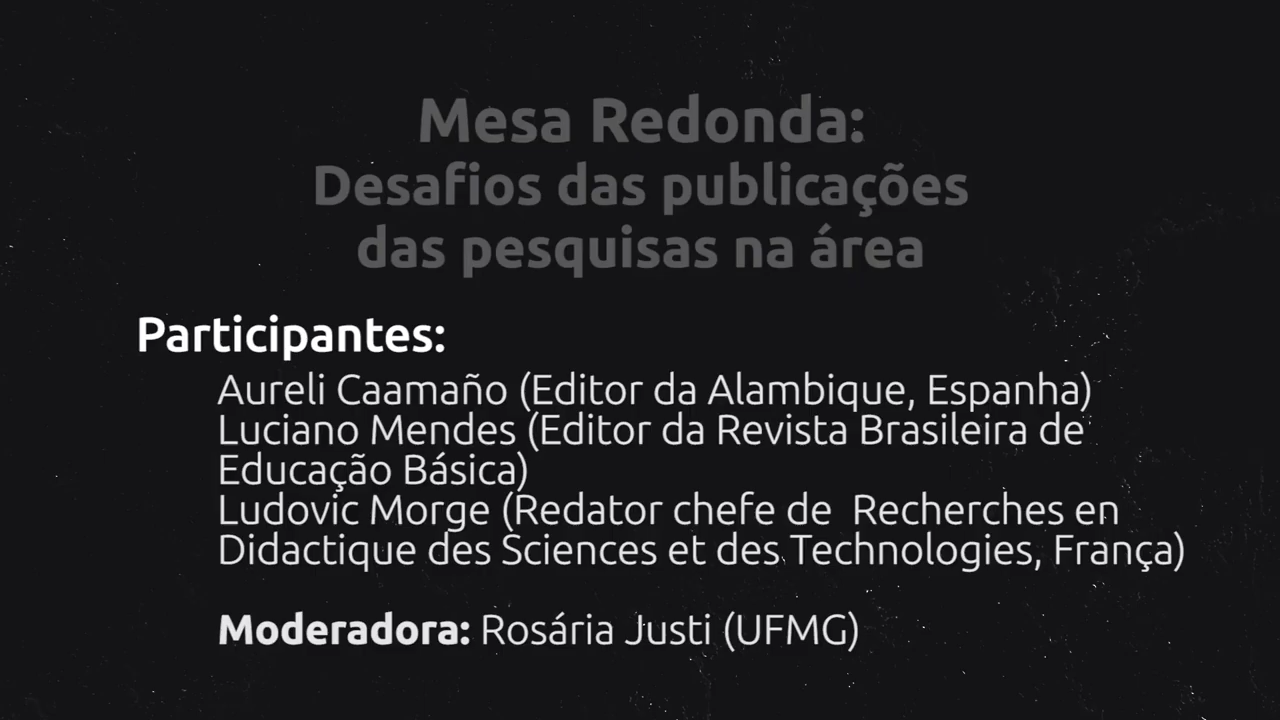 Mesa Redonda:
Desafios das publicações
das pesquisas na área
Participantes:
Aureli Caamaño (Editor da Alambique, Espanha)
Luciano Mendes (Editor da Revista Brasileira de
Educação Básica)
Ludovic Morge (Redator chefe de  Recherches en
Didactique des Sciences et des Technologies, França)
Moderadora: Rosária Justi (UFMG)